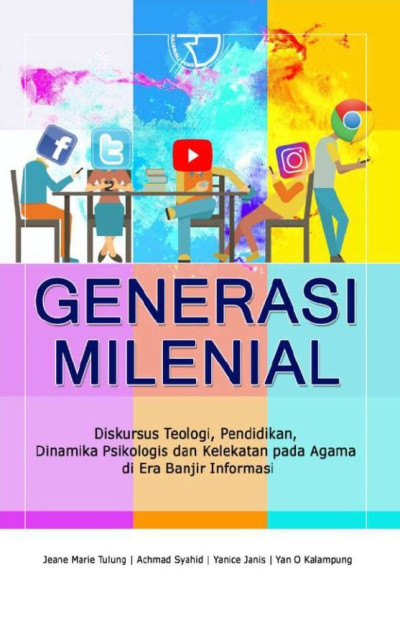 GENERASI
MILENIAL
Diskursus Teologi, Pendidikan,
Dinamika Psikologis dan Kelekatan pada Agama
di Era Banjir Informasi
Jeane Marie Tulung | Achmad Syahid | Yanice Janis | Yan O Kalampung